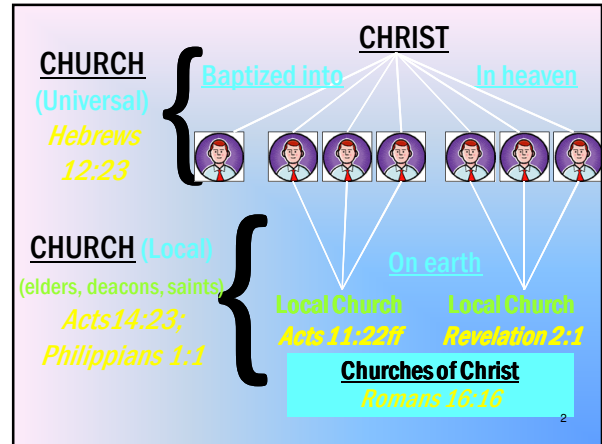 CHRIST
CHURCH
(Universal)
Hebrews
12:23
Baptized into
In heaven
CHURCH (Local)
(elders, deacons, saints)
Acts14:23;
Philippians 1:1
On earth
Local Church
Acts 11:22ff
Local Church
Revelation 2:1
Churches of Christ
Romans 16:16
2